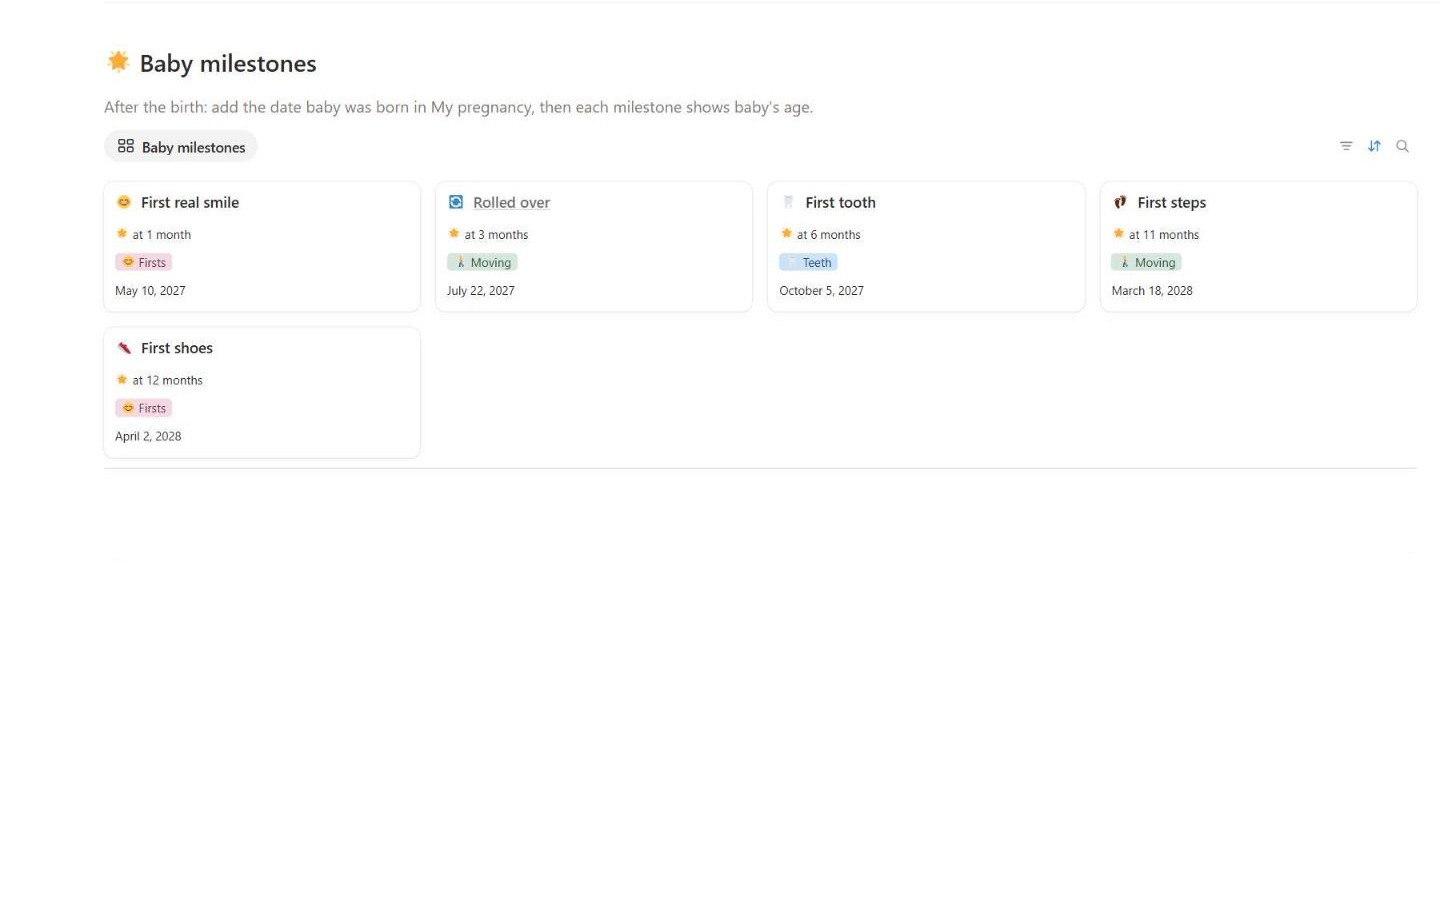 Baby milestones
After the birth: add the date baby was born in My pregnancy, then each milestone shows baby's age.
Baby milestones
First real smile
at 1 month
Firsts
May 10, 2027
Rolled over
at 3 months
Moving
July 22, 2027
First tooth
at 6 months
Teeth
October 5, 2027
First steps
at 11 months
Moving
March 18, 2028
First shoes
at 12 months
Firsts
April 2, 2028